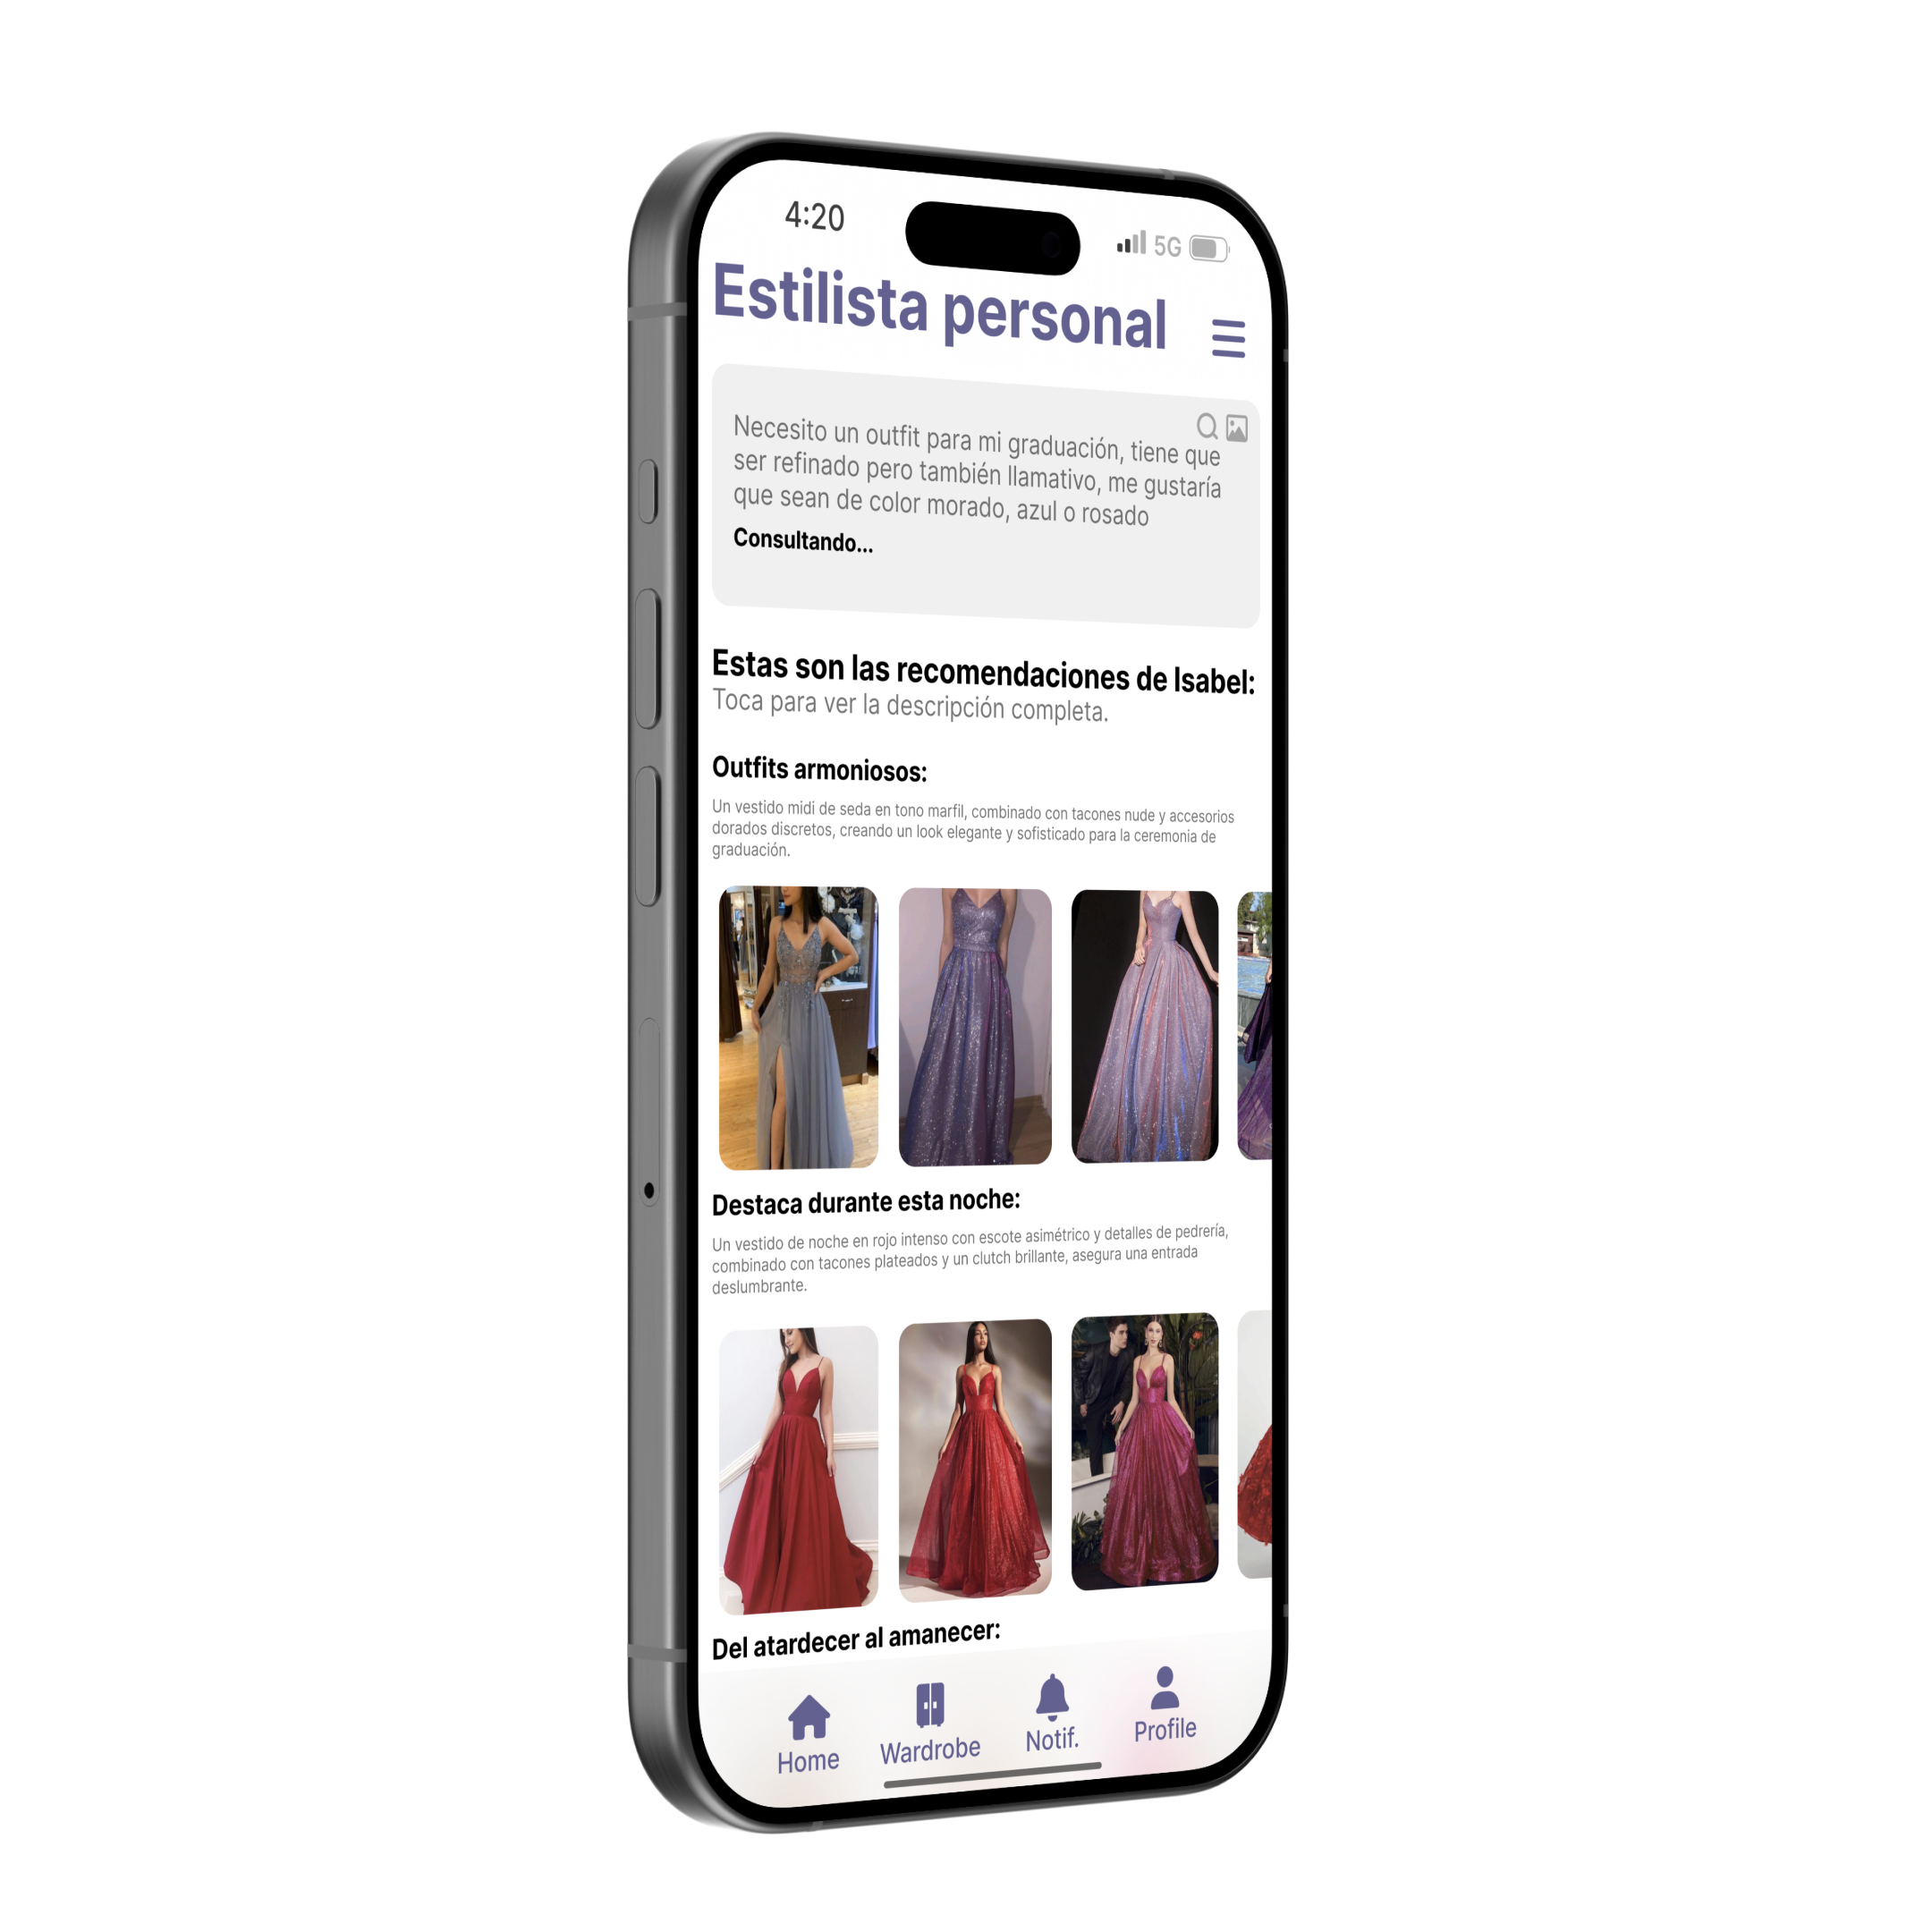 4:20
5G
Estilista personal
Necesito un outfit para mi graduación, tiene que
ser refinado pero también llamativo, me gustaría
que sean de color morado, azul o rosado
Consultando...
Estas son las recomendaciones de Isabel:
Toca para ver la descripción completa.
Outfits armoniosos:
Un vestido midi de seda en tono marfil, combinado con tacones nude y accesorios
dorados discretos, creando un look elegante y sofisticado para la ceremonia de
graduación.
Destaca durante esta noche:
Un vestido de noche en rojo intenso con escote asimétrico y detalles de pedrería,
combinado con tacones plateados y un clutch brillante, asegura una entrada
deslumbrante.
Del atardecer al amanecer:
Home
Wardrobe
Notif.
Profile